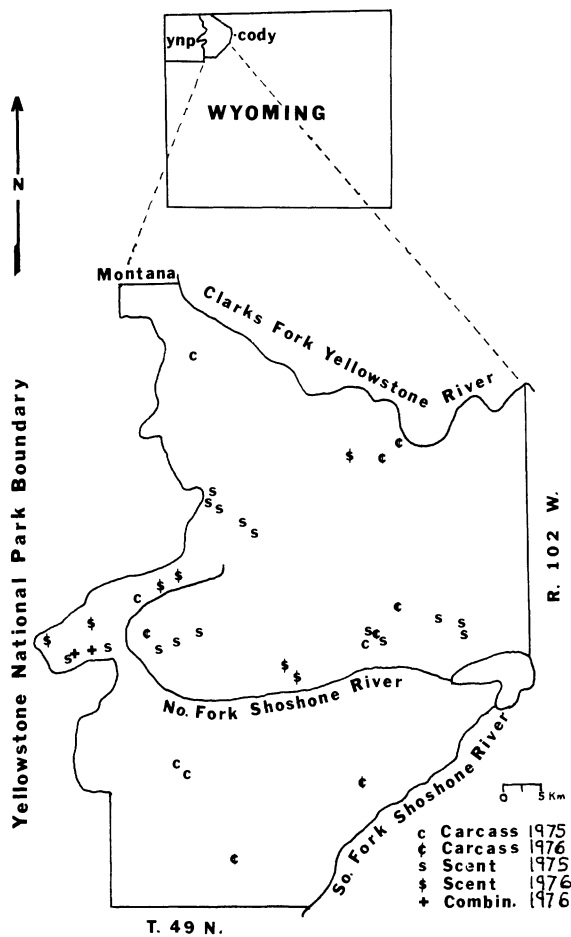 ynp
cody
WYOMING
N
Montana
Clarks Fork Yellowstone River
Yellowstone National Park Boundary
c
¢
$ ¢
s
s
s
s
s
R. 102 W.
$
$
c
¢
$
$
¢
s
s
s
s
¢
s
s
s
s
s
c
s + + s
$
$
No. Fork Shoshone River
So. Fork Shoshone River
c
c
¢
¢
0 5 Km
c Carcass 1975
¢ Carcass 1976
s Scent 1975
$ Scent 1976
+ Combin. 1976
T. 49 N.